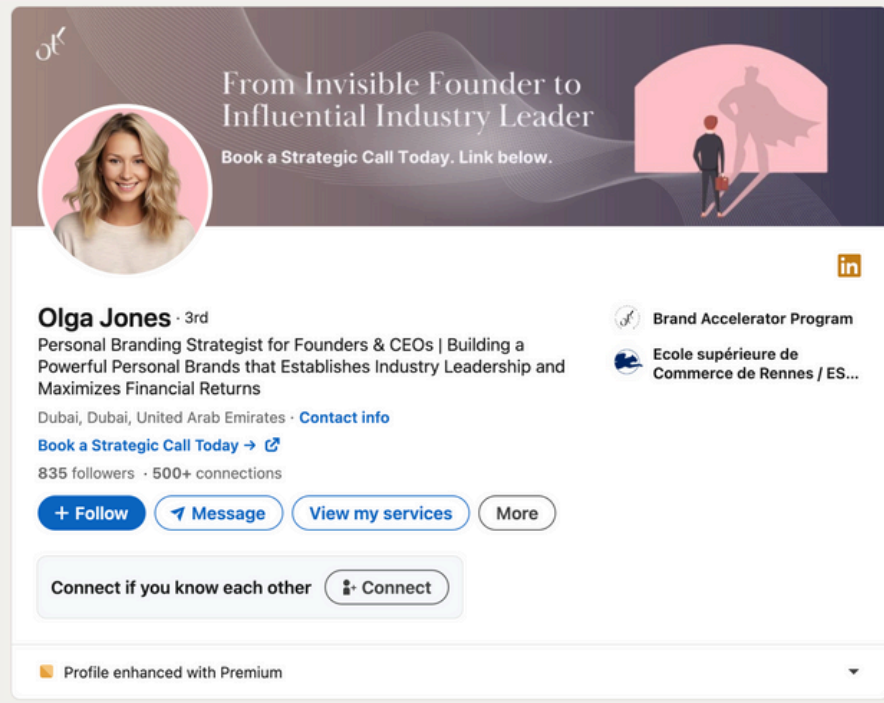 From Invisible Founder to
Influential Industry Leader
Book a Strategic Call Today. Link below.
in
Olga Jones · 3rd
Personal Branding Strategist for Founders & CEOs | Building a
Powerful Personal Brands that Establishes Industry Leadership and
Maximizes Financial Returns
Dubai, Dubai, United Arab Emirates · Contact info
Book a Strategic Call Today →
835 followers · 500+ connections
+ Follow
Message
View my services
More
Brand Accelerator Program
Ecole supérieure de
Commerce de Rennes / ES...
Connect if you know each other
Connect
Profile enhanced with Premium